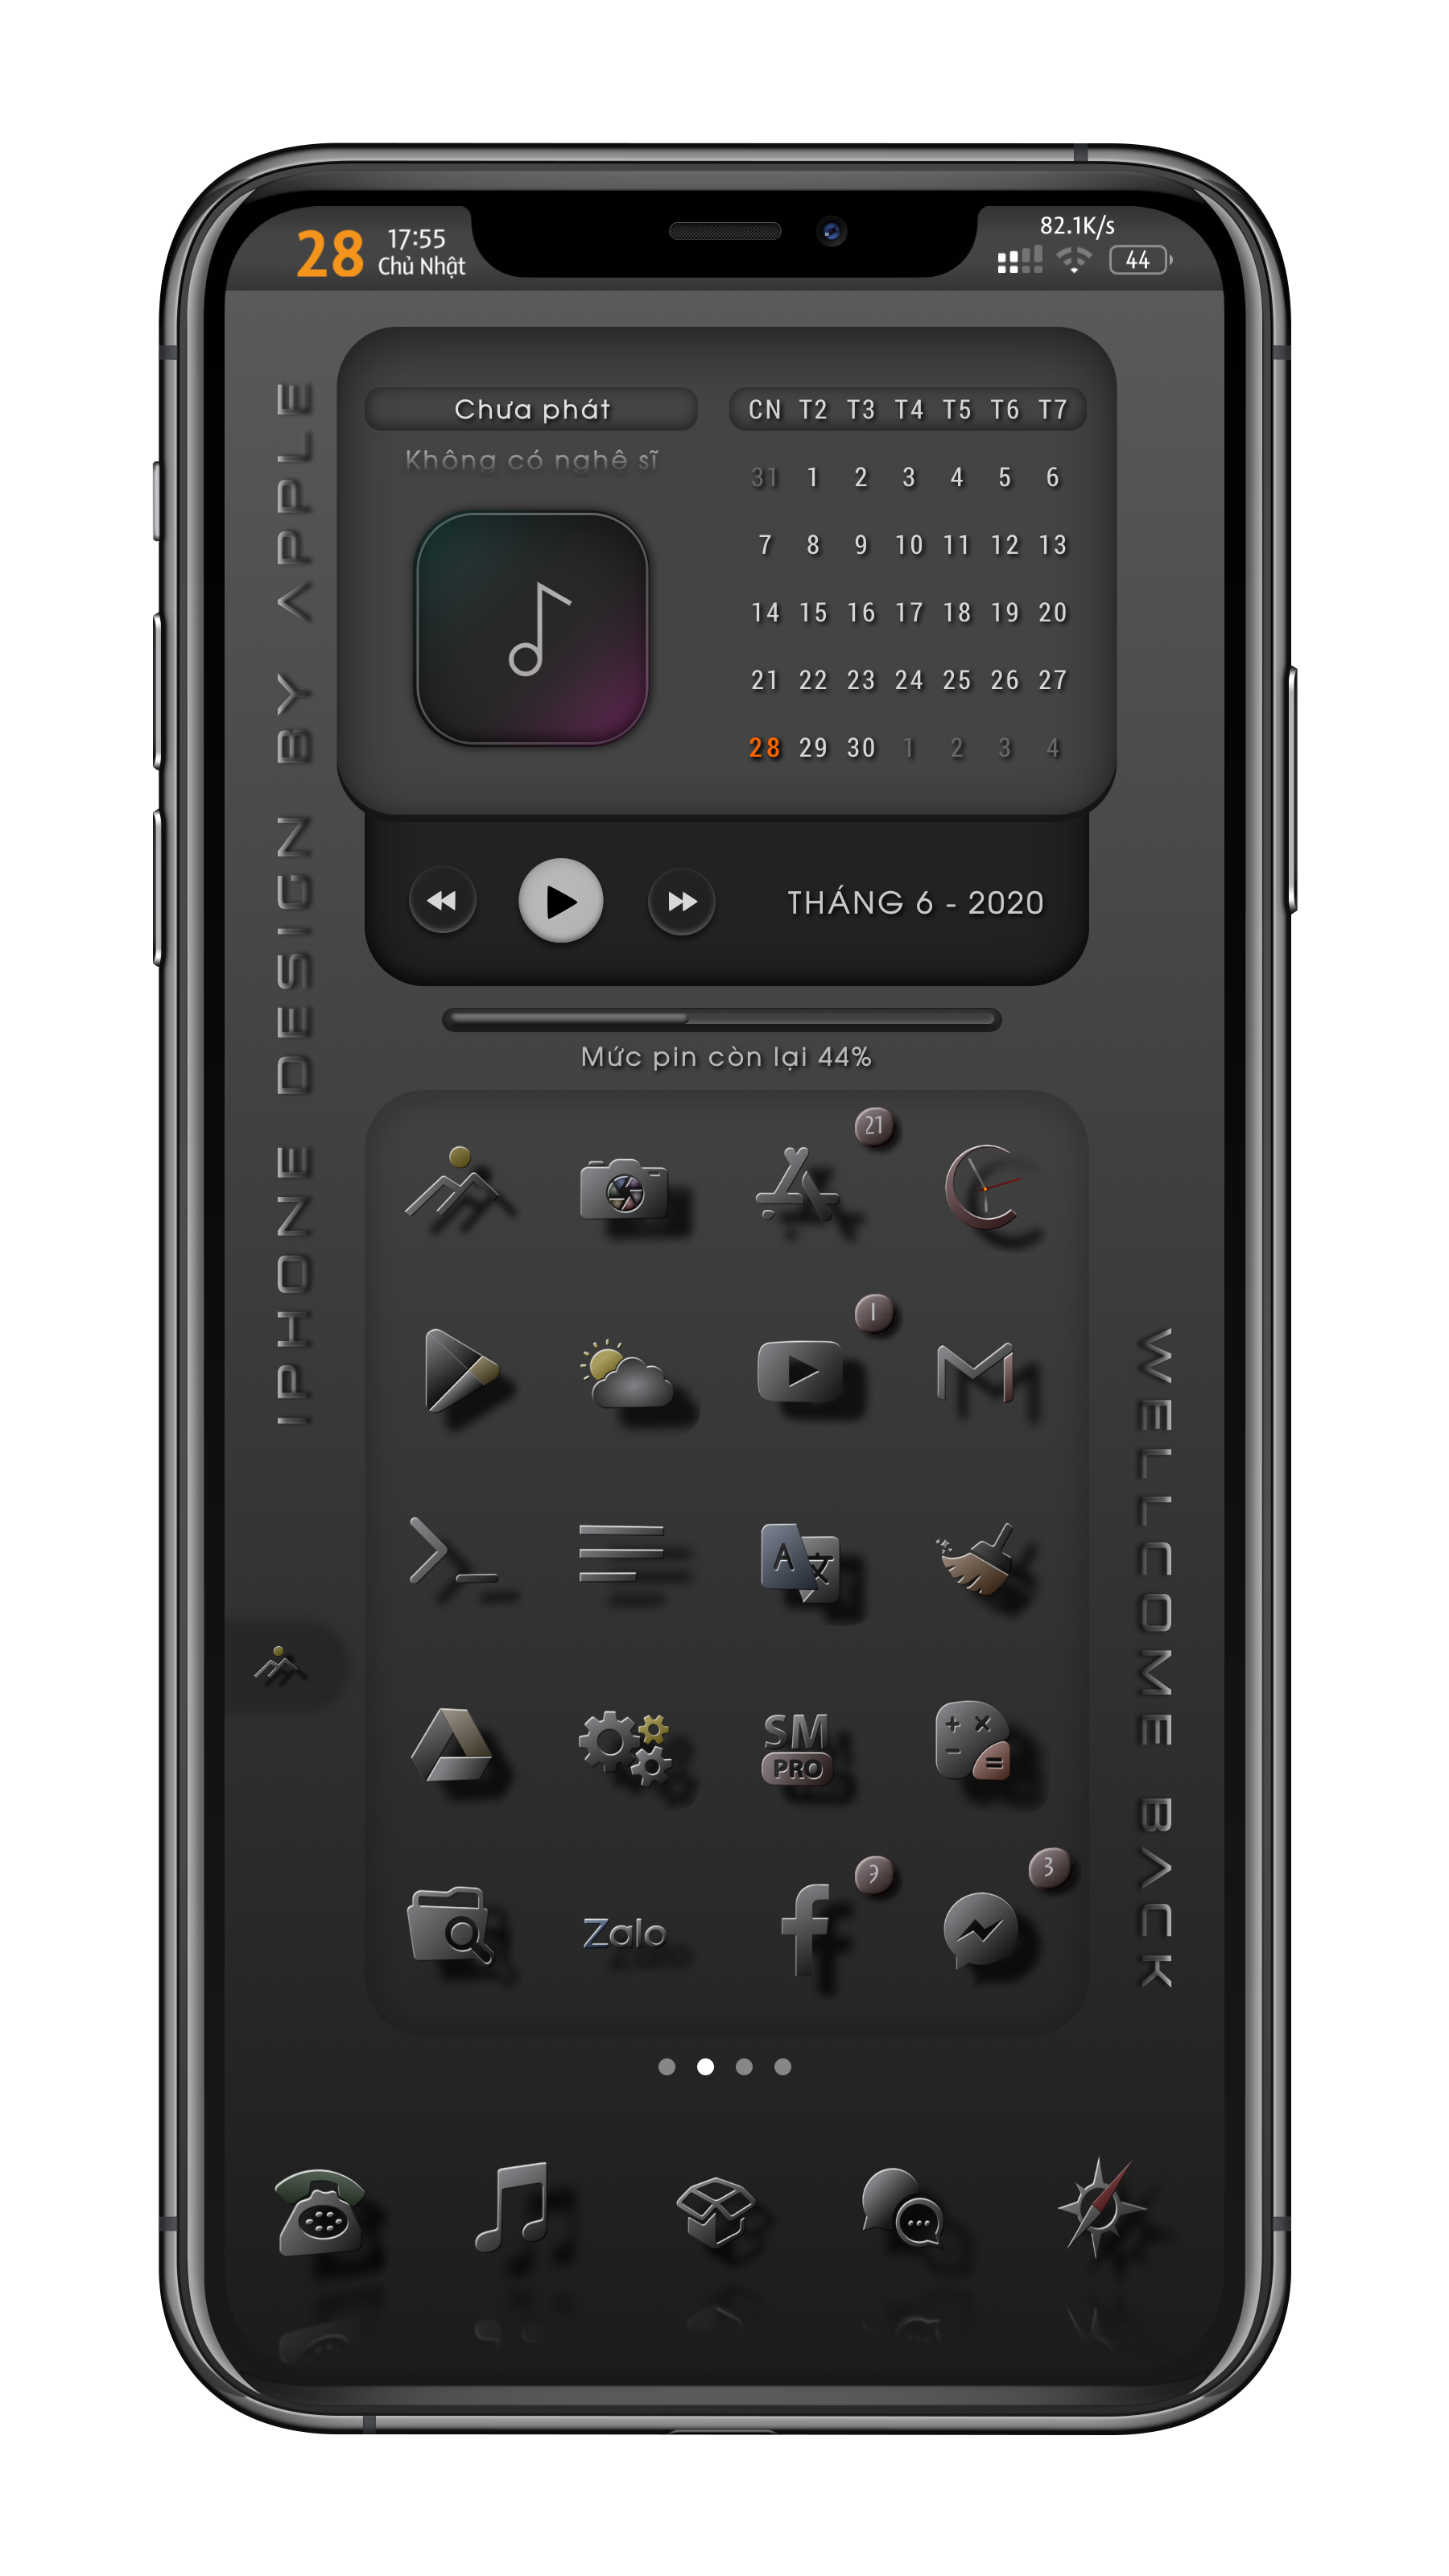 28
17:55
Chủ Nhật
82.1K/s
44
IPHONE DESIGN BY APPLE
Chưa phát
Không có nghê sĩ
CN T2 T3 T4 T5 T6 T7
31 1 2 3 4 5 6
7 8 9 10 11 12 13
14 15 16 17 18 19 20
21 22 23 24 25 26 27
28 29 30 1 2 3 4
THÁNG 6 - 2020
Mức pin còn lại 44%
21
1
A 文
SM
PRO
+ × − =
Zalo
3
WELLCOME BACK